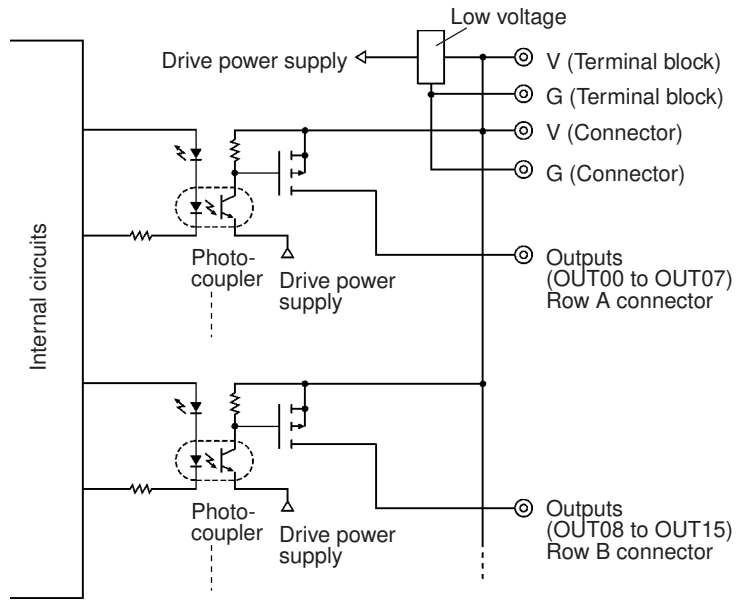 Low voltage
Drive power supply
V (Terminal block)
G (Terminal block)
V (Connector)
G (Connector)
Internal circuits
Photo-
coupler
Drive power
supply
Outputs
(OUT00 to OUT07)
Row A connector
Photo-
coupler
Drive power
supply
Outputs
(OUT08 to OUT15)
Row B connector